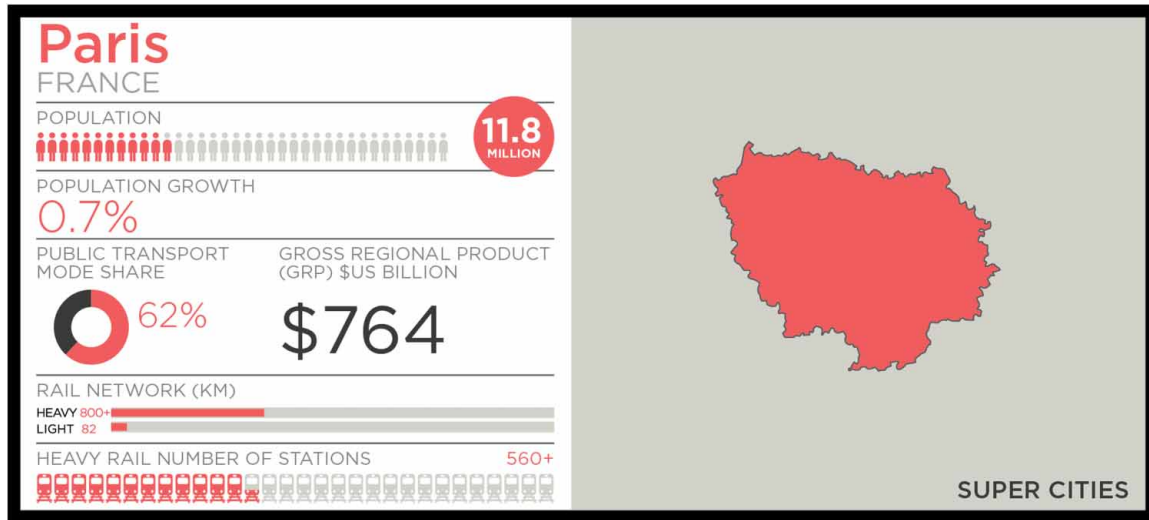 Paris
FRANCE
POPULATION
11.8
MILLION
POPULATION GROWTH
0.7%
PUBLIC TRANSPORT
MODE SHARE
62%
GROSS REGIONAL PRODUCT
(GRP) $US BILLION
$764
RAIL NETWORK (KM)
HEAVY 800+
LIGHT 82
HEAVY RAIL NUMBER OF STATIONS 560+
SUPER CITIES